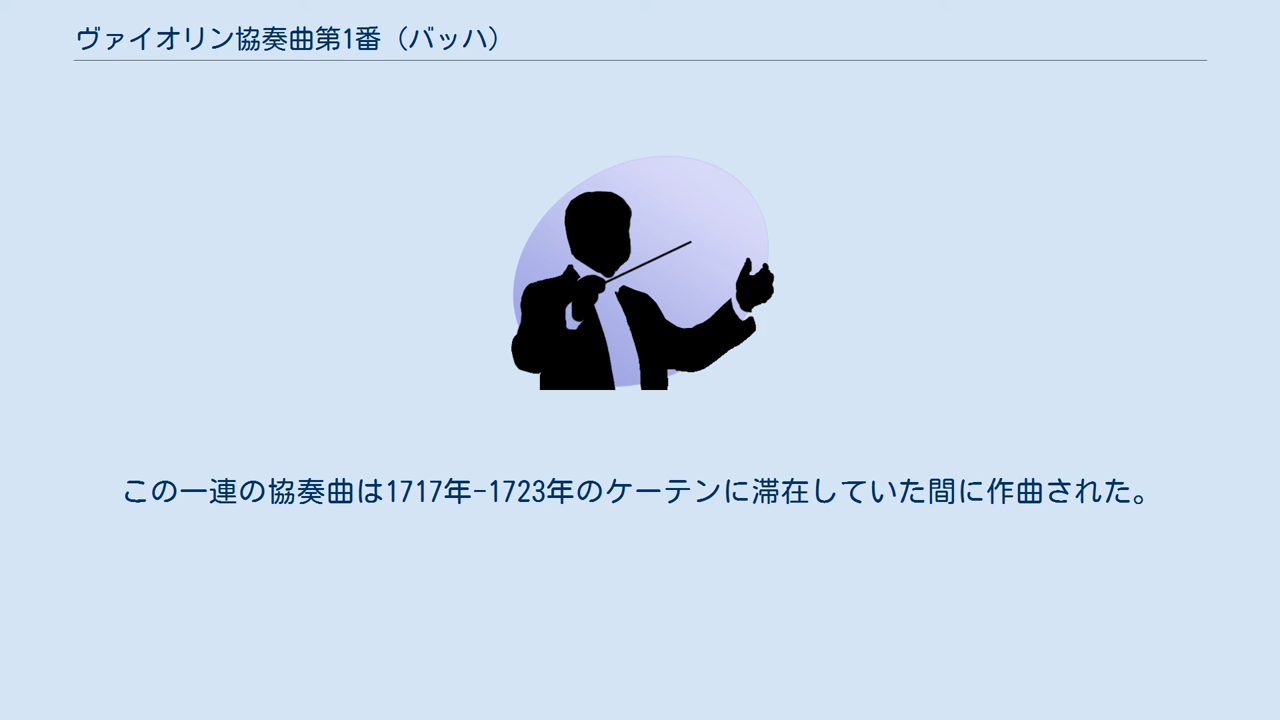 ヴァイオリン協奏曲第1番（バッハ）
この一連の協奏曲は1717年-1723年のケーテンに滞在していた間に作曲された。